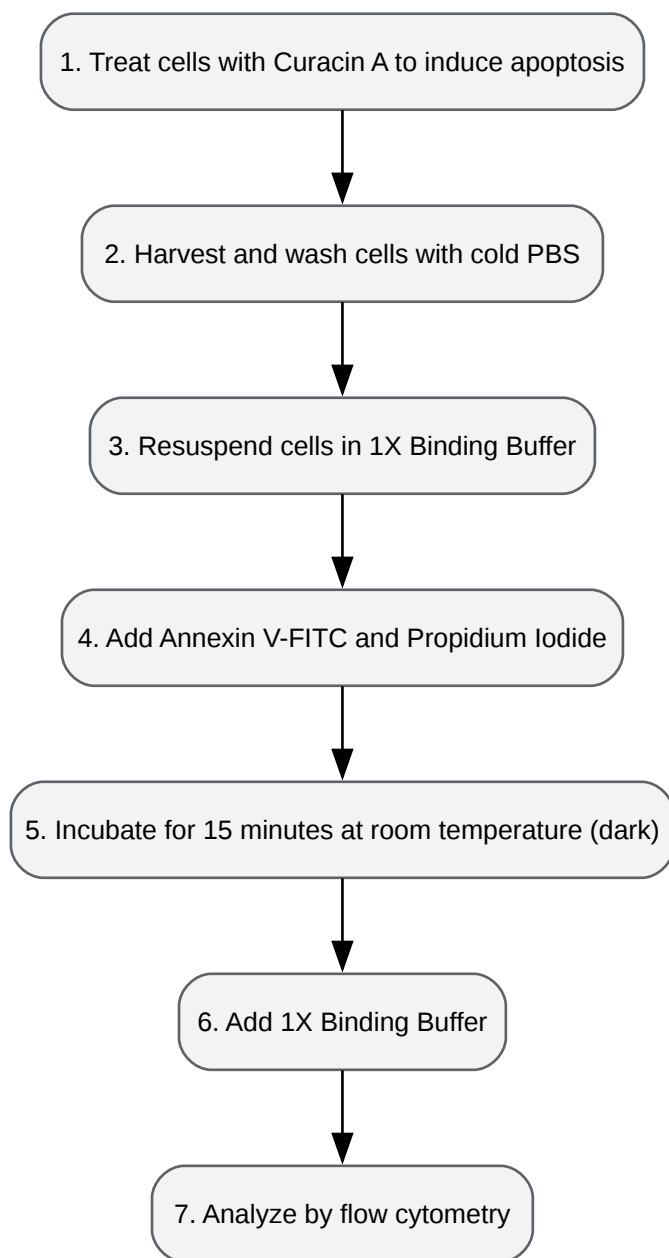 1. Treat cells with Curacin A to induce apoptosis
2. Harvest and wash cells with cold PBS
3. Resuspend cells in 1X Binding Buffer
4. Add Annexin V-FITC and Propidium Iodide
5. Incubate for 15 minutes at room temperature (dark)
6. Add 1X Binding Buffer
7. Analyze by flow cytometry